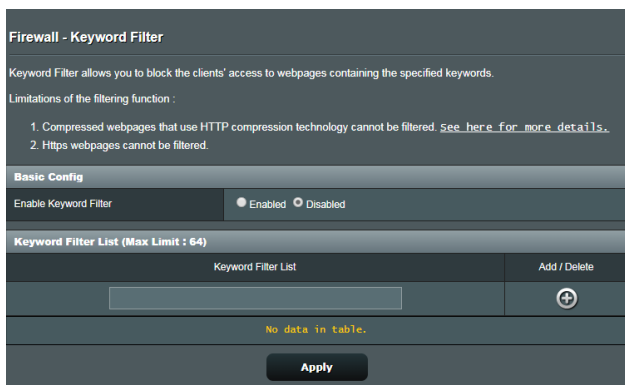 Firewall - Keyword Filter
Keyword Filter allows you to block the clients' access to webpages containing the specified keywords.
Limitations of the filtering function :
1. Compressed webpages that use HTTP compression technology cannot be filtered. See here for more details.
2. Https webpages cannot be filtered.
Basic Config
Enable Keyword Filter Enabled Disabled
Keyword Filter List (Max Limit : 64)
Keyword Filter List Add / Delete
No data in table.
Apply